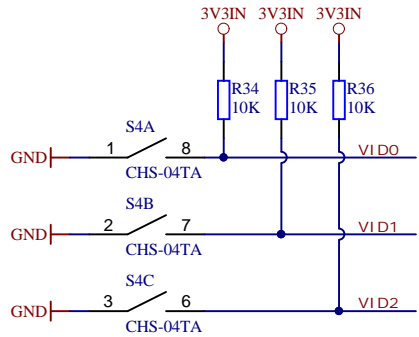 3V3IN 3V3IN 3V3IN
R34 R35 R36
10K 10K 10K
S4A
GND 1 8 VID0
CHS-04TA
S4B
GND 2 7 VID1
CHS-04TA
S4C
GND 3 6 VID2
CHS-04TA